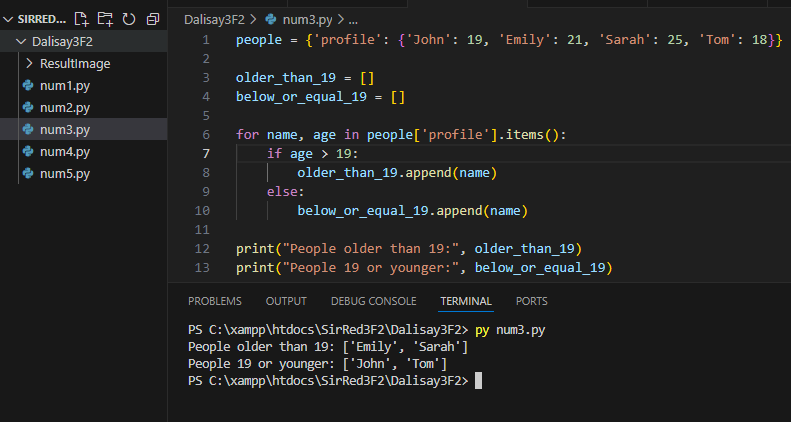 SIRRED...
Dalisay3F2
ResultImage
num1.py
num2.py
num3.py
num4.py
num5.py
Dalisay3F2 > num3.py > ...
1 people = {'profile': {'John': 19, 'Emily': 21, 'Sarah': 25, 'Tom': 18}}
2
3 older_than_19 = []
4 below_or_equal_19 = []
5
6 for name, age in people['profile'].items():
7     if age > 19:
8         older_than_19.append(name)
9     else:
10         below_or_equal_19.append(name)
11
12 print("People older than 19:", older_than_19)
13 print("People 19 or younger:", below_or_equal_19)
PROBLEMS OUTPUT DEBUG CONSOLE TERMINAL PORTS
PS C:\xampp\htdocs\SirRed3F2\Dalisay3F2> py num3.py
People older than 19: ['Emily', 'Sarah']
People 19 or younger: ['John', 'Tom']
PS C:\xampp\htdocs\SirRed3F2\Dalisay3F2>